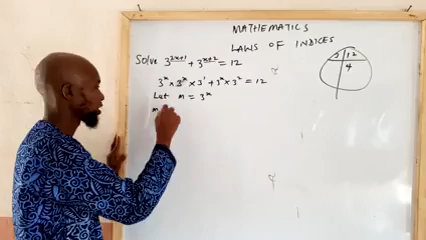 MATHEMATICS
LAWS OF INDICES
Solve 3^(2x+1) + 3^(x+2) = 12
3^x × 3^x × 3^1 + 3^x × 3^2 = 12
Let m = 3^x
m
12
4